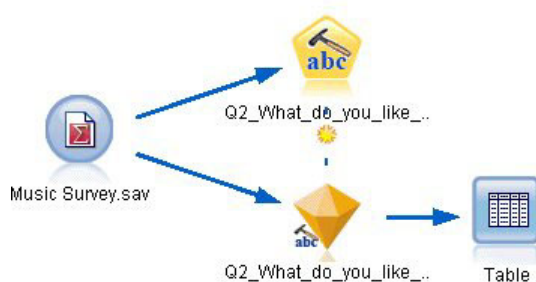 abc
Q2_What_do_you_like_..
Music Survey.sav
abc
Q2_What_do_you_like_..
Table